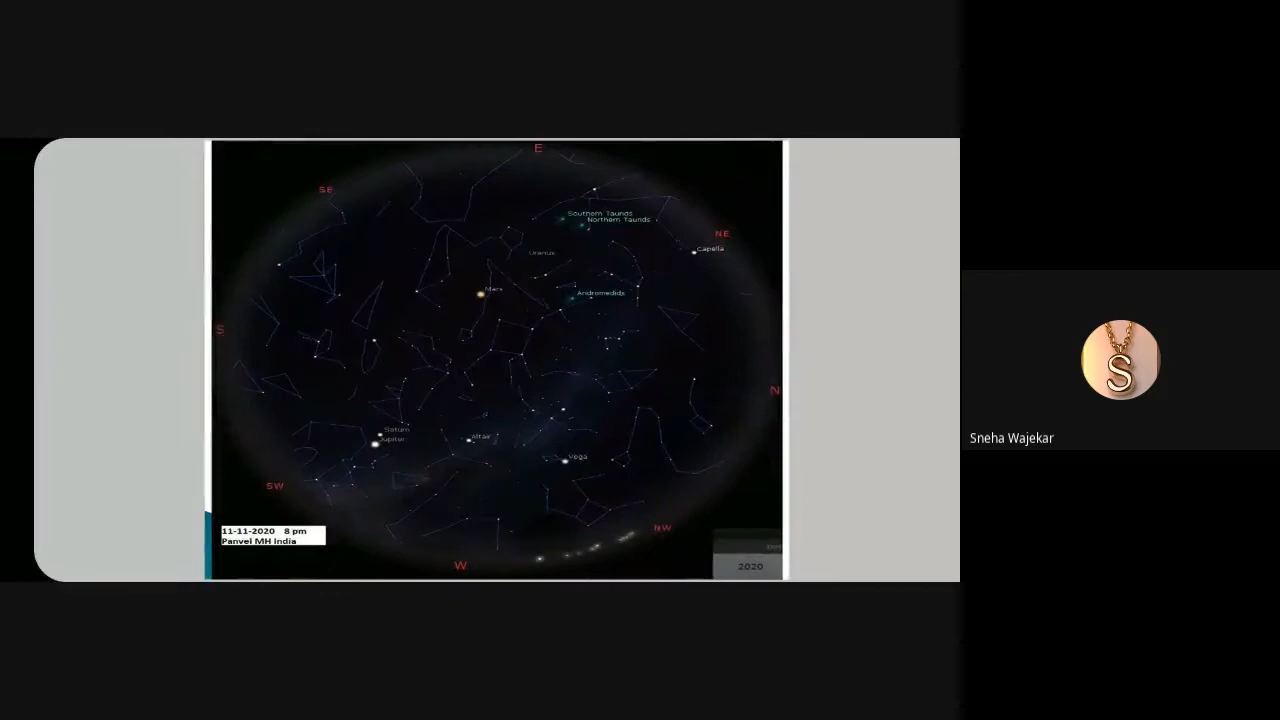 E
SE
Southern Taurids
Northern Taurids
NE
Capella
Uranus
Mars
Andromedids
S
N
Saturn
Jupiter
Altair
Vega
Sneha Wajekar
SW
11-11-2020 8 pm
Panvel MH India
NW
W
2020